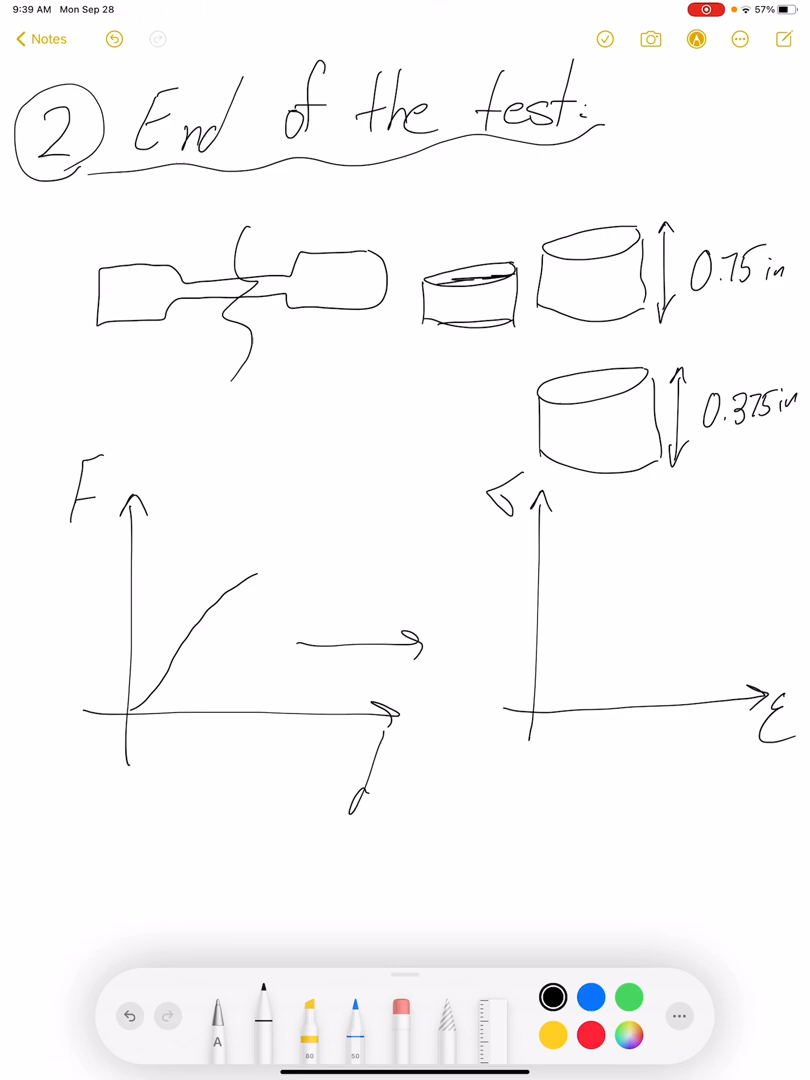 9:39 AM Mon Sep 28
57%
Notes
2 End of the test:
0.75 in
0.375 in
F
σ
d
ε
A
80
50